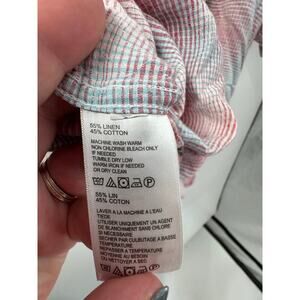 55% LINEN
45% COTTON
MACHINE WASH WARM
NON CHLORINE BLEACH ONLY
IF NEEDED
TUMBLE DRY LOW
WARM IRON IF NEEDED
OR DRY CLEAN
55% LIN
45% COTON
LAVER A LA MACHINE A L'EAU
TIEDE
UTILISER UNIQUEMENT UN AGENT
DE BLANCHIMENT SANS CHLORE
SI NECESSAIRE
SECHER PAR CULBUTAGE A BASSE
TEMPERATURE
REPASSER A TEMPERATURE
MOYENNE AU BESOIN
OU NETTOYER A SEC